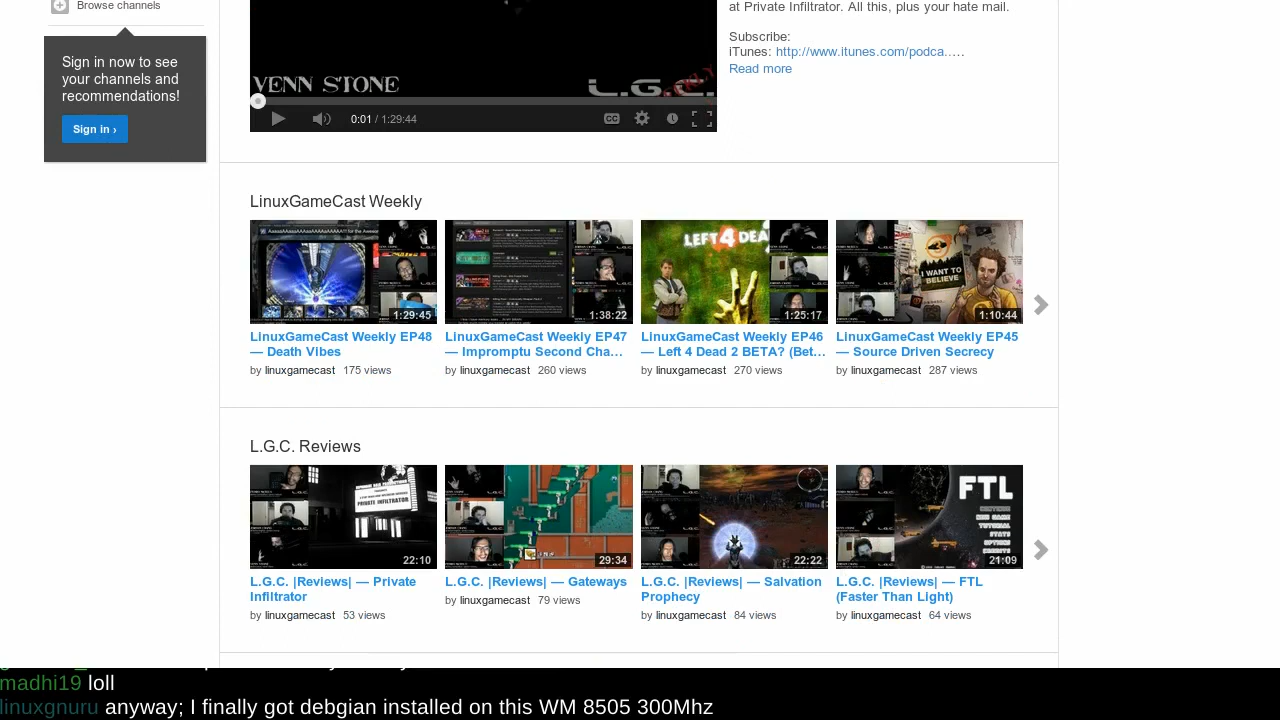 Browse channels
at Private Infiltrator. All this, plus your hate mail.
Subscribe:
iTunes: http://www.itunes.com/podca.….
Read more
Sign in now to see
your channels and
recommendations!
Sign in ›
VENN STONE
L.G.C.
0:01 / 1:29:44
CC
LinuxGameCast Weekly
LEFT 4 DEA
I WANT TO
BELIEVE
1:29:45
1:38:22
1:25:17
1:10:44
LinuxGameCast Weekly EP48
— Death Vibes
by linuxgamecast 175 views
LinuxGameCast Weekly EP47
— Impromptu Second Cha...
by linuxgamecast 260 views
LinuxGameCast Weekly EP46
— Left 4 Dead 2 BETA? (Bet...
by linuxgamecast 270 views
LinuxGameCast Weekly EP45
— Source Driven Secrecy
by linuxgamecast 287 views
L.G.C. Reviews
PRIVATE INFILTRATOR
FTL
TUTORIAL
STATS
OPTIONS
CREDITS
22:10
29:34
22:22
21:09
L.G.C. |Reviews| — Private
Infiltrator
by linuxgamecast 53 views
L.G.C. |Reviews| — Gateways
by linuxgamecast 79 views
L.G.C. |Reviews| — Salvation
Prophecy
by linuxgamecast 84 views
L.G.C. |Reviews| — FTL
(Faster Than Light)
by linuxgamecast 64 views
madhi19 loll
linuxgnuru anyway; I finally got debgian installed on this WM 8505 300Mhz